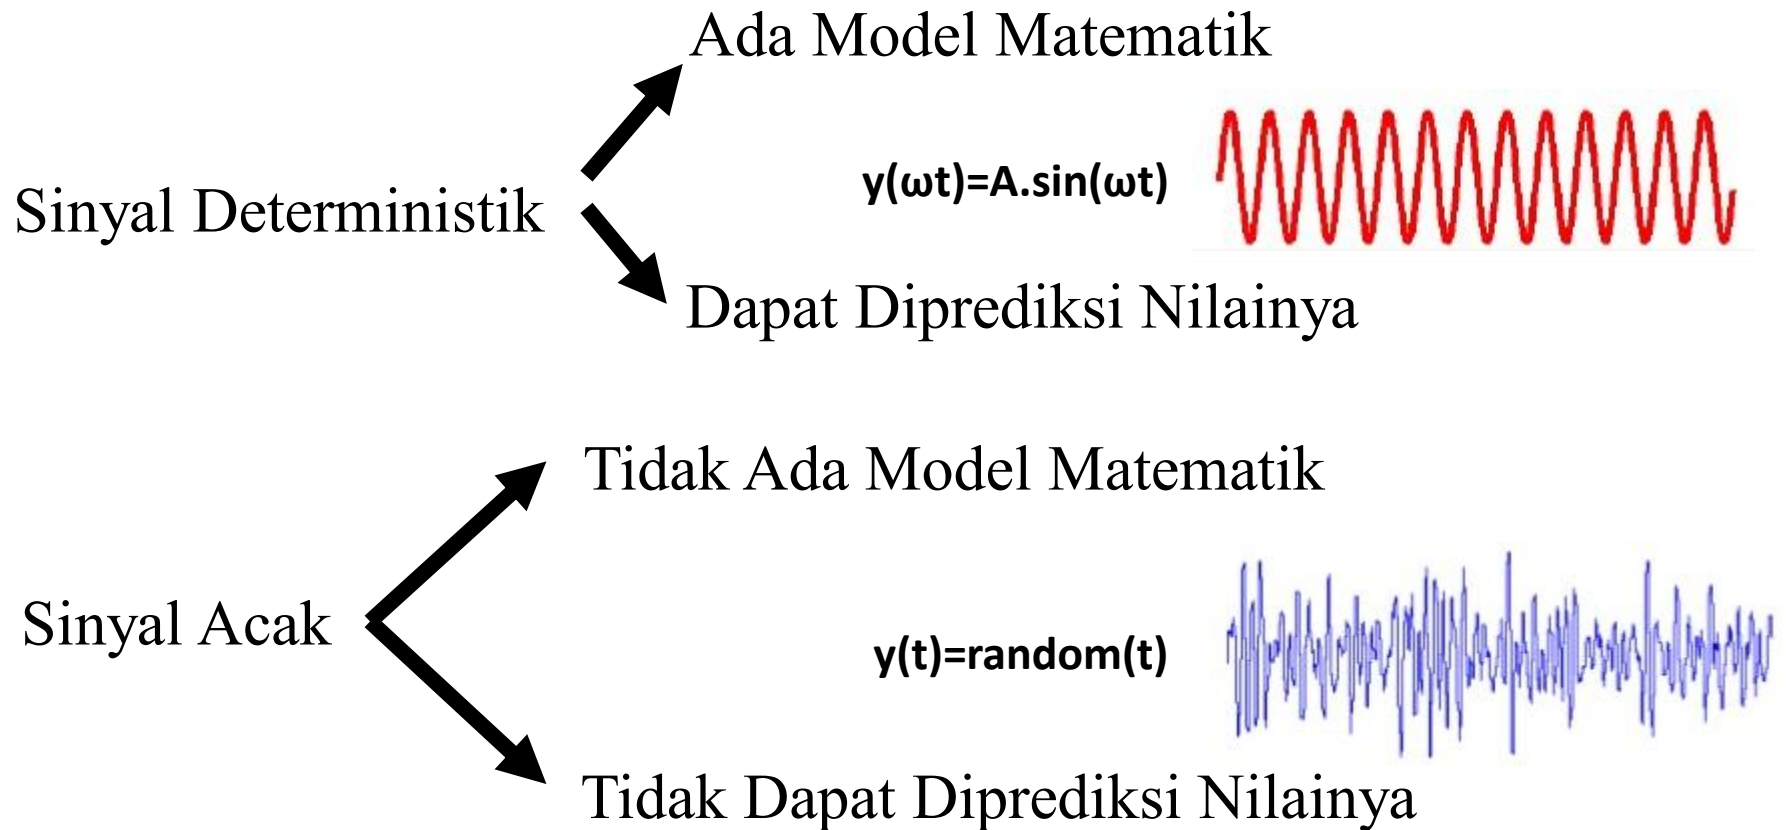 Ada Model Matematik
y(ωt)=A.sin(ωt)
Sinyal Deterministik
Dapat Diprediksi Nilainya
Tidak Ada Model Matematik
Sinyal Acak
y(t)=random(t)
Tidak Dapat Diprediksi Nilainya